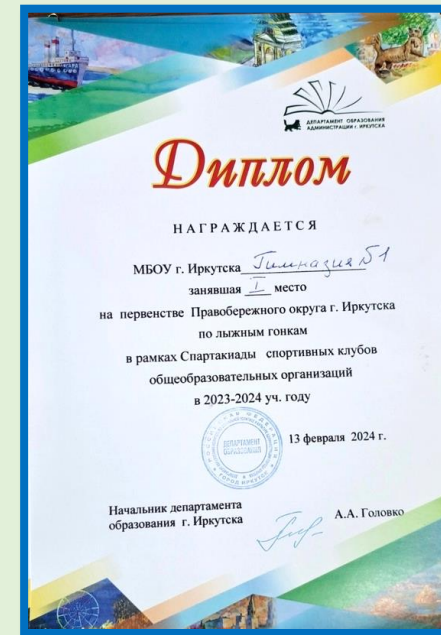 ДЕПАРТАМЕНТ ОБРАЗОВАНИЯ
АДМИНИСТРАЦИИ г. ИРКУТСКА
Диплом
НАГРАЖДАЕТСЯ
МБОУ г. Иркутска Гимназия №1
занявшая I место
на первенстве Правобережного округа г. Иркутска
по лыжным гонкам
в рамках Спартакиады спортивных клубов
общеобразовательных организаций
в 2023-2024 уч. году
ДЕПАРТАМЕНТ
ОБРАЗОВАНИЯ
13 февраля 2024 г.
Начальник департамента
образования г. Иркутска
А.А. Головко